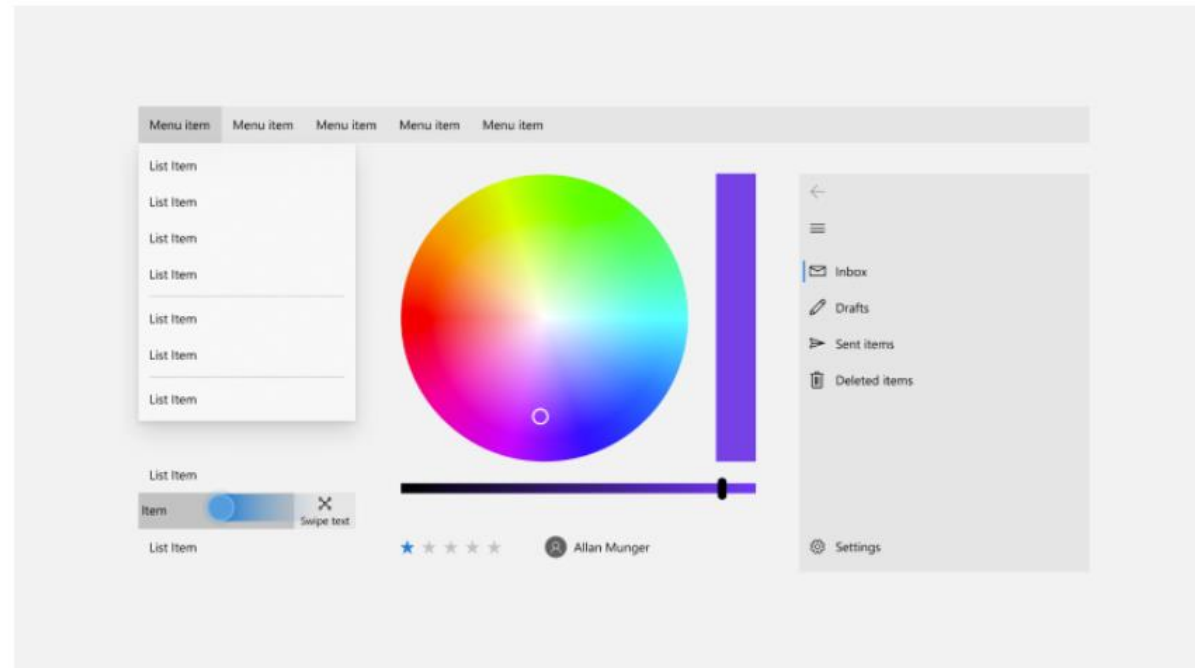 Menu item Menu item Menu item Menu item Menu item
List Item
List Item
List Item
List Item
List Item
List Item
List Item
List Item
Item
Swipe text
List Item
Allan Munger
Inbox
Drafts
Sent items
Deleted items
Settings